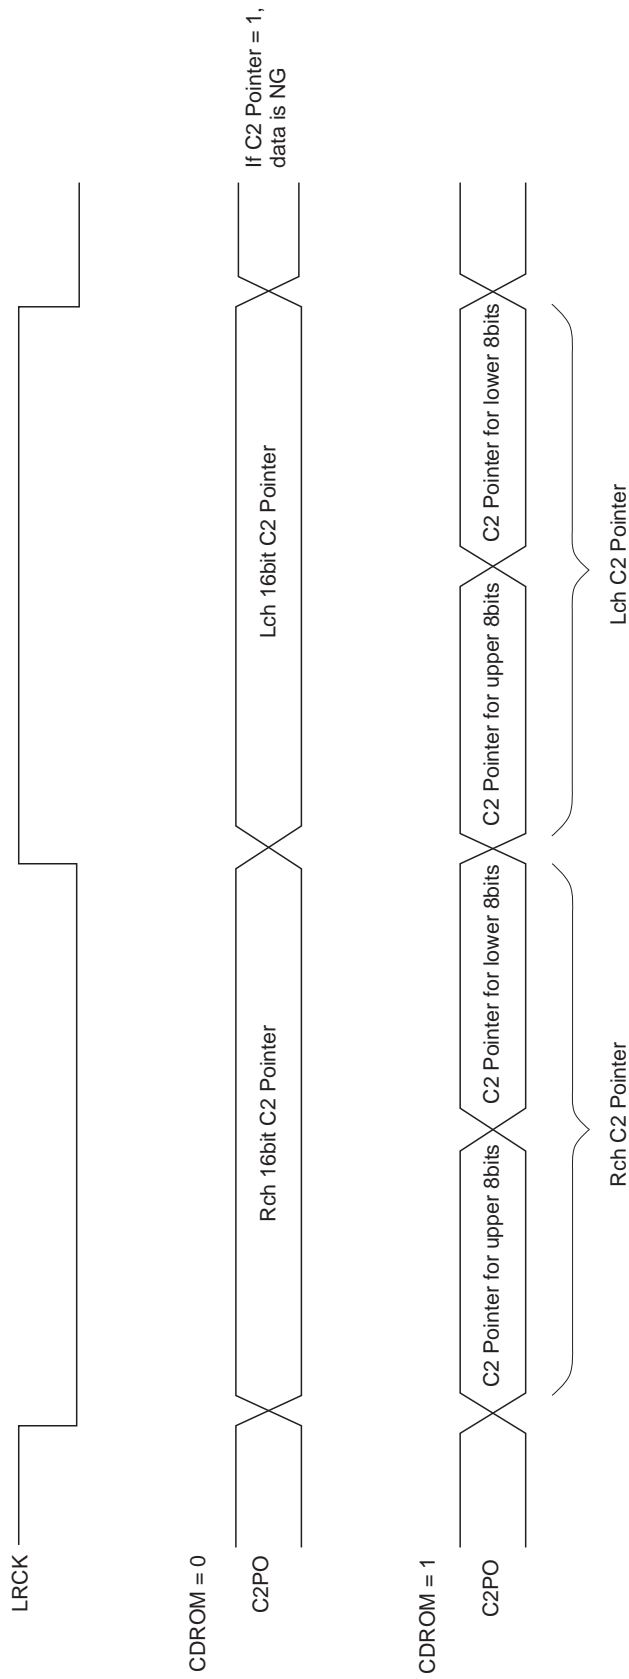 LRCK
CDROM = 0
C2PO
Rch 16bit C2 Pointer
Lch 16bit C2 Pointer
If C2 Pointer = 1,
data is NG
CDROM = 1
C2PO
C2 Pointer for upper 8bits
C2 Pointer for lower 8bits
C2 Pointer for upper 8bits
C2 Pointer for lower 8bits
Rch C2 Pointer
Lch C2 Pointer